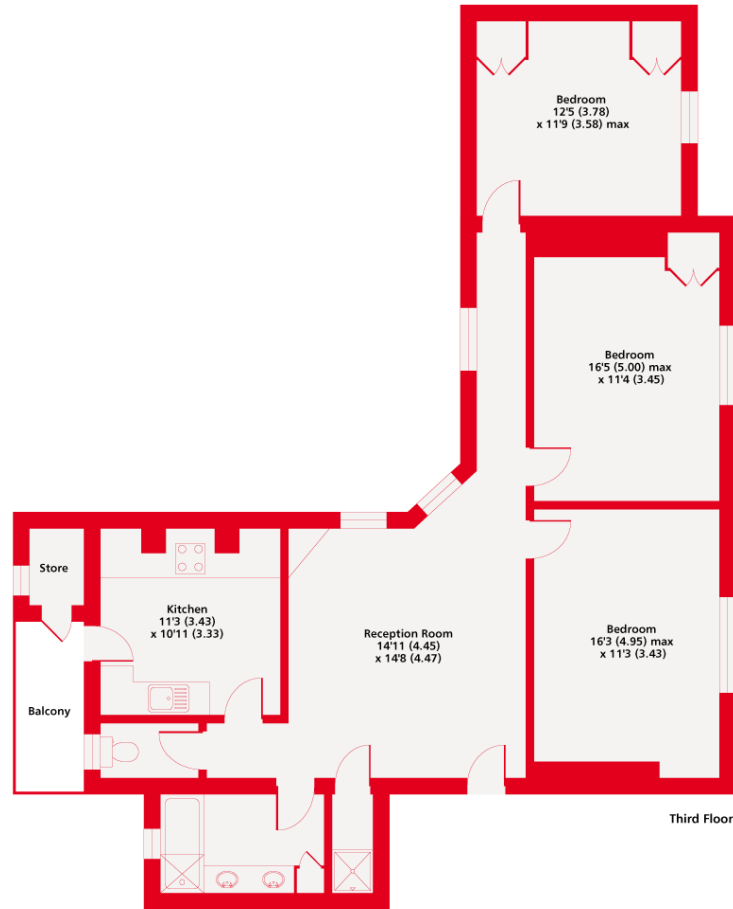 Bedroom
12'5 (3.78)
x 11'9 (3.58) max
Bedroom
16'5 (5.00) max
x 11'4 (3.45)
Store
Kitchen
11'3 (3.43)
x 10'11 (3.33)
Reception Room
14'11 (4.45)
x 14'8 (4.47)
Bedroom
16'3 (4.95) max
x 11'3 (3.43)
Balcony
Third Floor